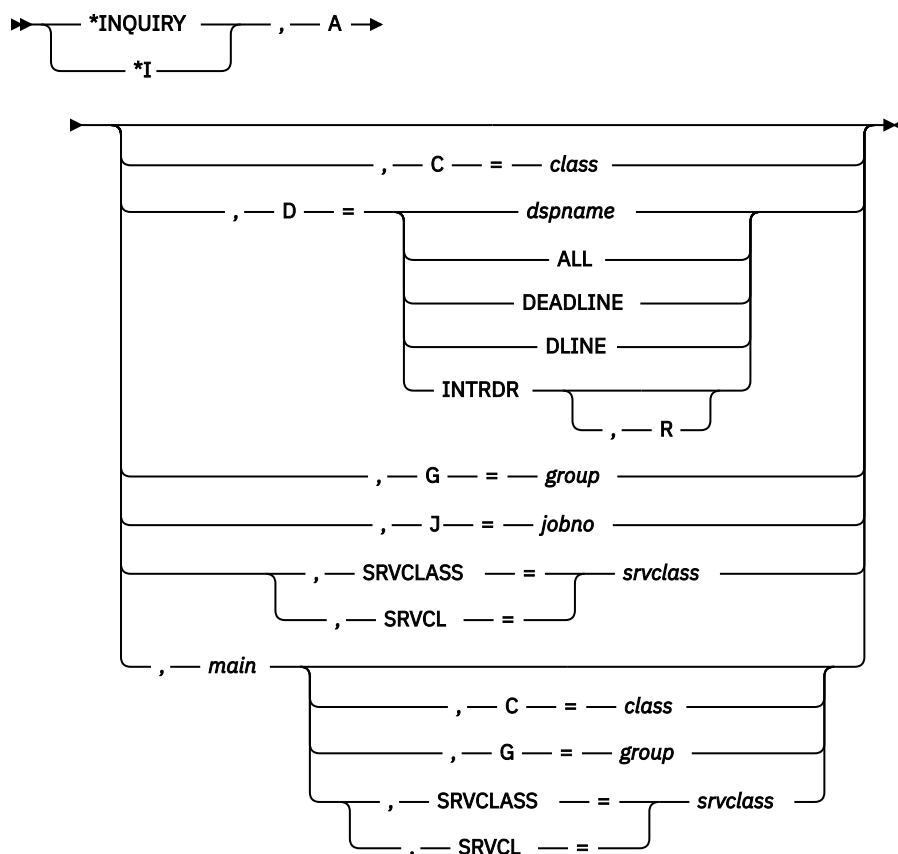 *INQUIRY , A
*I
, C = class
, D = dspname
ALL
DEADLINE
DLINE
INTRDR
, R
, G = group
, J = jobno
, SRVCLASS = srvclass
, SRVCL =
, main
, C = class
, G = group
, SRVCLASS = srvclass
, SRVCL =